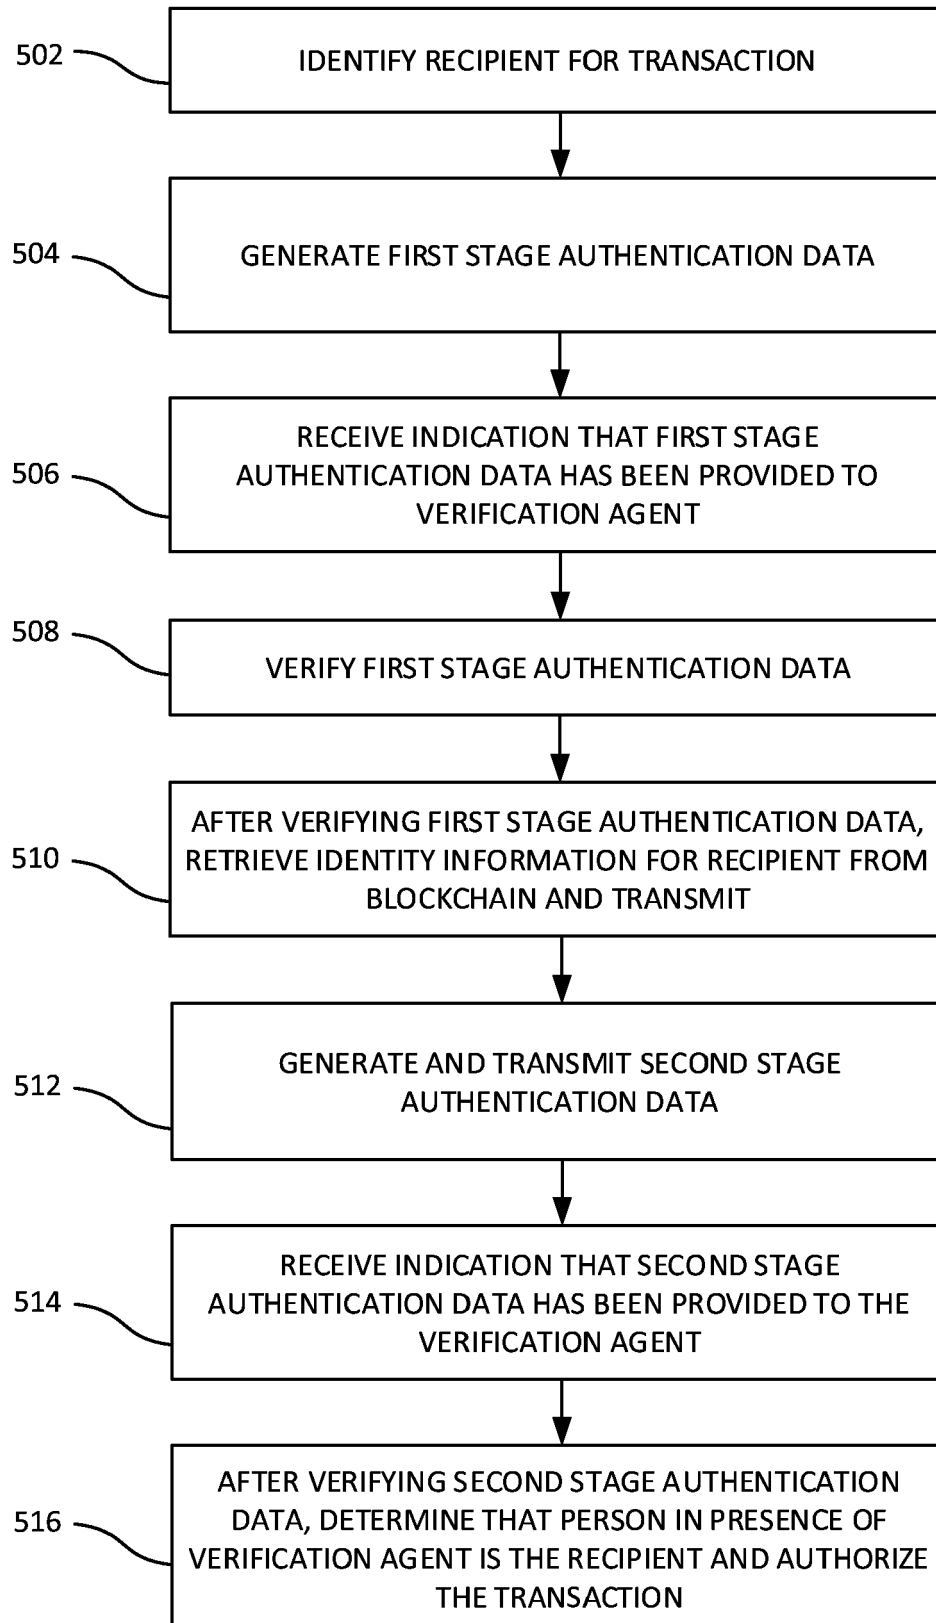 502
IDENTIFY RECIPIENT FOR TRANSACTION
504
GENERATE FIRST STAGE AUTHENTICATION DATA
506
RECEIVE INDICATION THAT FIRST STAGE
AUTHENTICATION DATA HAS BEEN PROVIDED TO
VERIFICATION AGENT
508
VERIFY FIRST STAGE AUTHENTICATION DATA
510
AFTER VERIFYING FIRST STAGE AUTHENTICATION DATA,
RETRIEVE IDENTITY INFORMATION FOR RECIPIENT FROM
BLOCKCHAIN AND TRANSMIT
512
GENERATE AND TRANSMIT SECOND STAGE
AUTHENTICATION DATA
514
RECEIVE INDICATION THAT SECOND STAGE
AUTHENTICATION DATA HAS BEEN PROVIDED TO THE
VERIFICATION AGENT
516
AFTER VERIFYING SECOND STAGE AUTHENTICATION
DATA, DETERMINE THAT PERSON IN PRESENCE OF
VERIFICATION AGENT IS THE RECIPIENT AND AUTHORIZE
THE TRANSACTION